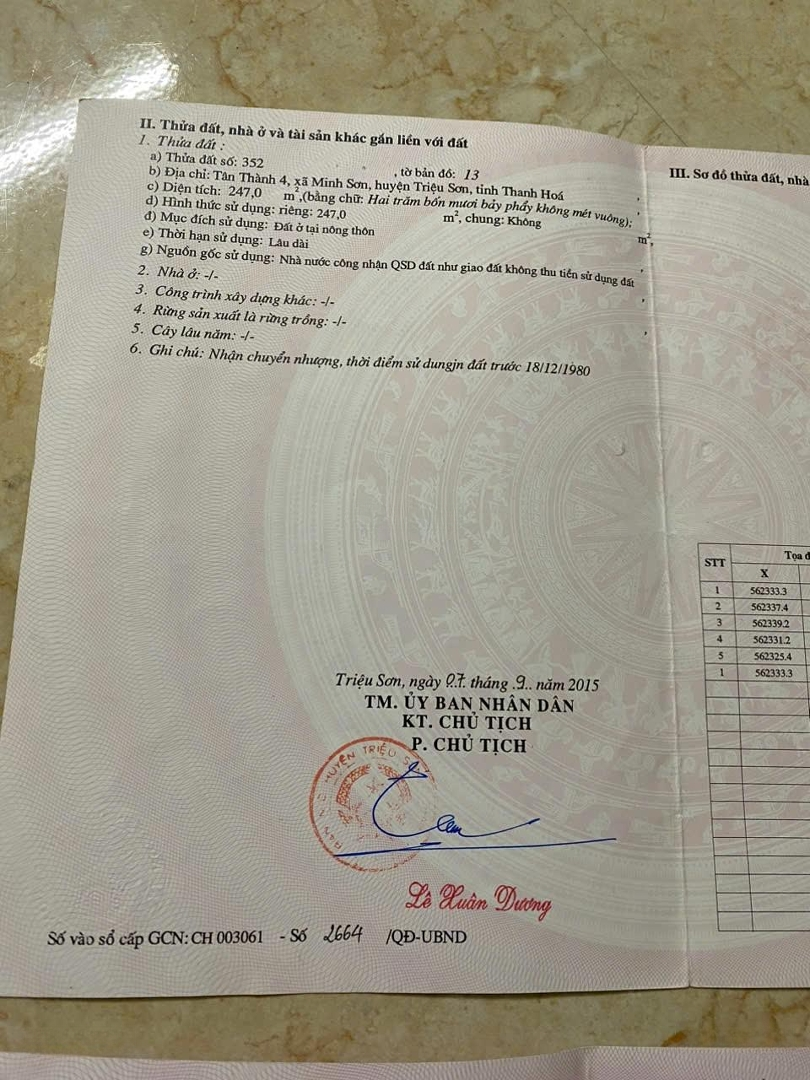 II. Thửa đất, nhà ở và tài sản khác gắn liền với đất
1. Thửa đất :
a) Thửa đất số: 352 , tờ bản đồ: 13
b) Địa chỉ: Tân Thành 4, xã Minh Sơn, huyện Triệu Sơn, tỉnh Thanh Hoá ,
c) Diện tích: 247,0 m²,(bằng chữ: Hai trăm bốn mươi bảy phẩy không mét vuông);
d) Hình thức sử dụng: riêng: 247,0 m², chung: Không m²,
đ) Mục đích sử dụng: Đất ở tại nông thôn
e) Thời hạn sử dụng: Lâu dài ,
g) Nguồn gốc sử dụng: Nhà nước công nhận QSD đất như giao đất không thu tiền sử dụng đất ,
2. Nhà ở: -/-
3. Công trình xây dựng khác: -/-
4. Rừng sản xuất là rừng trồng: -/-
5. Cây lâu năm: -/-
6. Ghi chú: Nhận chuyển nhượng, thời điểm sử dungjn đất trước 18/12/1980
Triệu Sơn, ngày 07. tháng .9.. năm 2015
TM. ỦY BAN NHÂN DÂN
KT. CHỦ TỊCH
P. CHỦ TỊCH
HUYỆN TRIỆU
Lê Xuân Dương
Số vào sổ cấp GCN: CH 003061 - Số 2664 /QĐ-UBND
III. Sơ đồ thửa đất, nhà
STT Tọa
X
1 562333.3
2 562337.4
3 562339.2
4 562331.2
5 562325.4
1 562333.3